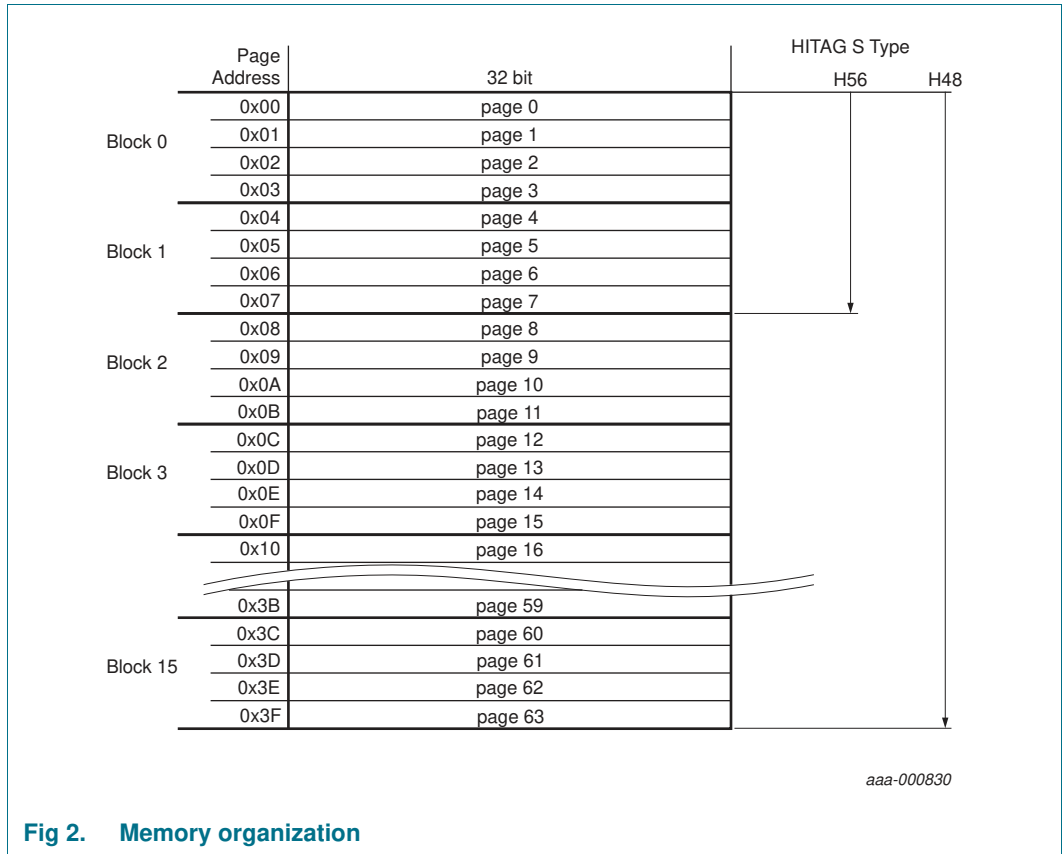 HITAG S Type
Page
Address 32 bit H56 H48
0x00 page 0
Block 0 0x01 page 1
0x02 page 2
0x03 page 3
0x04 page 4
Block 1 0x05 page 5
0x06 page 6
0x07 page 7
0x08 page 8
Block 2 0x09 page 9
0x0A page 10
0x0B page 11
0x0C page 12
Block 3 0x0D page 13
0x0E page 14
0x0F page 15
0x10 page 16
0x3B page 59
0x3C page 60
Block 15 0x3D page 61
0x3E page 62
0x3F page 63
aaa-000830
Fig 2. Memory organization